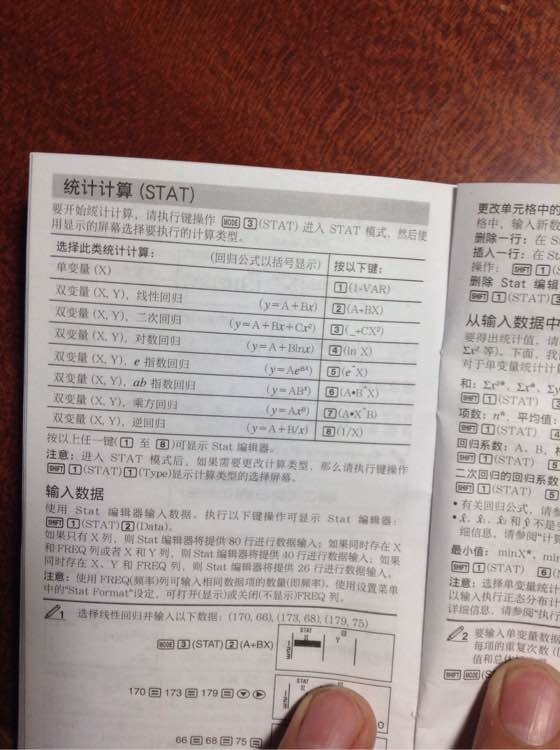 统计计算 (STAT)
要开始统计计算，请执行键操作 MODE 3 (STAT) 进入 STAT 模式，然后使
用显示的屏幕选择要执行的计算类型。
选择此类统计计算： (回归公式以括号显示) 按以下键：
单变量 (X) 1 (1-VAR)
双变量 (X, Y)，线性回归 (y=A+Bx) 2 (A+BX)
双变量 (X, Y)，二次回归 (y=A+Bx+Cx²) 3 (_+CX²)
双变量 (X, Y)，对数回归 (y=A+Blnx) 4 (ln X)
双变量 (X, Y)，e 指数回归 (y=Ae^Bx) 5 (e^X)
双变量 (X, Y)，ab 指数回归 (y=AB^x) 6 (A•B^X)
双变量 (X, Y)，乘方回归 (y=Ax^B) 7 (A•X^B)
双变量 (X, Y)，逆回归 (y=A+B/x) 8 (1/X)
按以上任一键(1 至 8)可显示 Stat 编辑器。
注意：进入 STAT 模式后，如果需要更改计算类型，那么请执行键操作
SHIFT 1 (STAT) 1 (Type)显示计算类型的选择屏幕。
输入数据
使用 Stat 编辑器输入数据。执行以下键操作可显示 Stat 编辑器：
SHIFT 1 (STAT) 2 (Data)。
如果只有 X 列，则 Stat 编辑器将提供 80 行进行数据输入；如果同时存在 X
和 FREQ 列或者 X 和 Y 列，则 Stat 编辑器将提供 40 行进行数据输入；如果
同时存在 X、Y 和 FREQ 列，则 Stat 编辑器将提供 26 行进行数据输入。
注意：使用 FREQ(频率)列可输入相同数据项的数量(即频率)。使用设置菜单
中的"Stat Format"设定，可打开(显示)或关闭(不显示)FREQ 列。
1 选择线性回归并输入以下数据：(170, 66), (173, 68), (179, 75)
MODE 3 (STAT) 2 (A+BX)
STAT
170 = 173 = 179 =
STAT
66 = 68 = 75 =
更改单元格中的
格中，输入新数
删除一行：在 St
插入一行：在 Sta
操作：SHIFT 1 (S
删除 Stat 编辑
SHIFT 1 (STAT) 3
从输入数据中
要得出统计值，请
Σx² 等)。下面，我
对于单变量统计计
和：Σx²*, Σx*, Σy
SHIFT 1 (STAT)
项数：n*，平均值：
SHIFT 1 (STAT)
回归系数：A、B，
SHIFT 1 (STAT) 5
二次回归的回归系数
SHIFT 1 (STAT) 5
• 有关回归公式，请参
不是
细信息，请参阅"计算
最小值：minX*, min
SHIFT 1 (STAT) 6
注意：选择单变量统计
以输入执行正态分布计
详细信息，请参阅"执行
2 要输入单变量数据
每项的重复次数
值和总体
SHIFT MODE